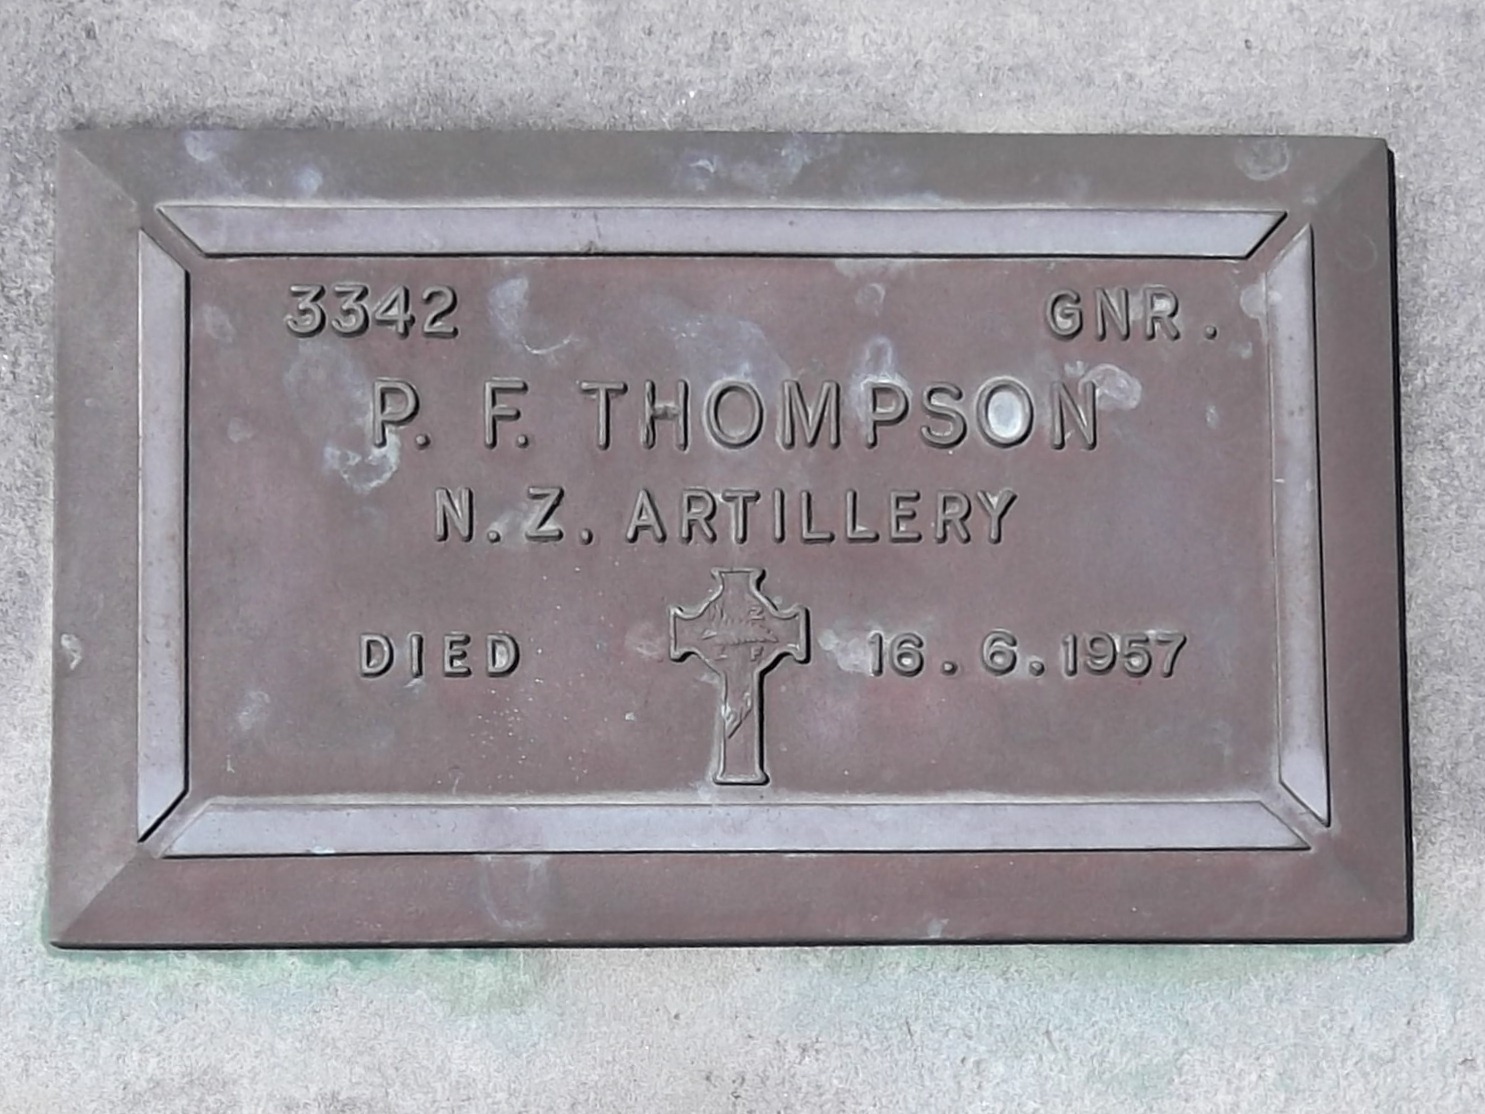 3342 GNR.
P. F. THOMPSON
N.Z. ARTILLERY
N Z
I F
DIED 16.6.1957